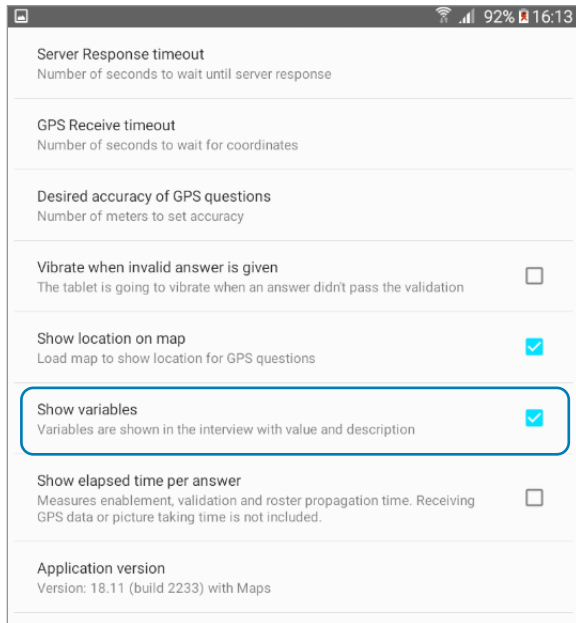 92% 16:13
Server Response timeout
Number of seconds to wait until server response
GPS Receive timeout
Number of seconds to wait for coordinates
Desired accuracy of GPS questions
Number of meters to set accuracy
Vibrate when invalid answer is given
The tablet is going to vibrate when an answer didn't pass the validation
Show location on map
Load map to show location for GPS questions
Show variables
Variables are shown in the interview with value and description
Show elapsed time per answer
Measures enablement, validation and roster propagation time. Receiving
GPS data or picture taking time is not included.
Application version
Version: 18.11 (build 2233) with Maps